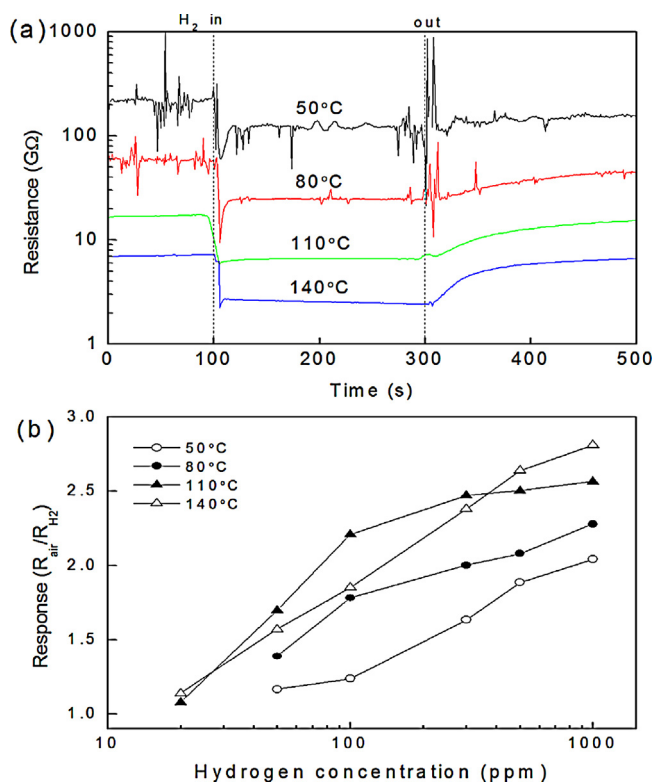 (a)
H2 in
out
1000
100
10
1
Resistance (GΩ)
50°C
80°C
110°C
140°C
0 100 200 300 400 500
Time (s)
(b)
3.0
2.5
2.0
1.5
1.0
Response (Rair/RH2)
50°C
80°C
110°C
140°C
10 100 1000
Hydrogen concentration (ppm)